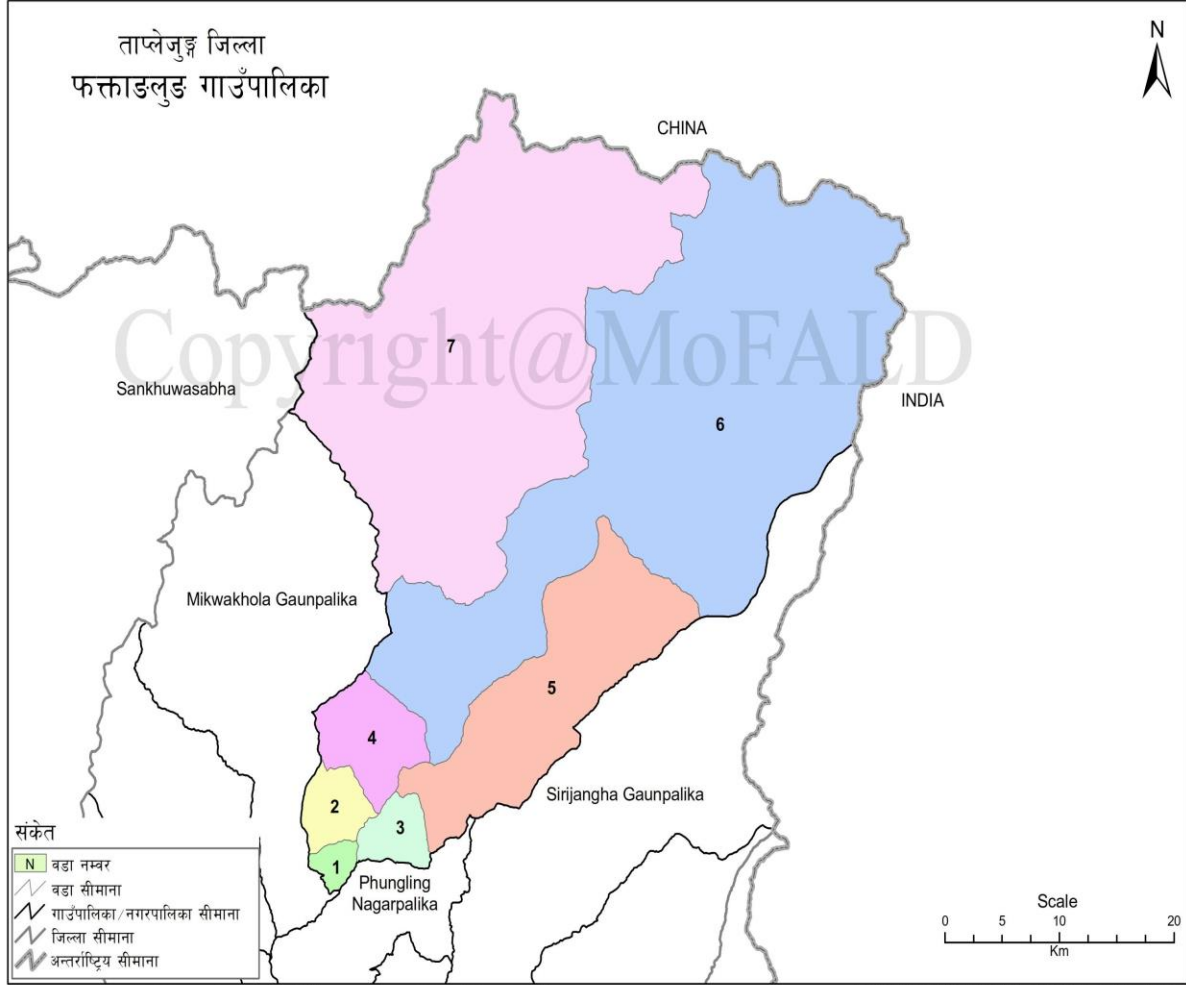 ताप्लेजुङ्ग जिल्ला
फक्ताङलुङ गाउँपालिका
N
CHINA
Copyright@MoFALD
7
Sankhuwasabha
INDIA
6
Mikwakhola Gaunpalika
5
4
Sirijangha Gaunpalika
2
3
1
Phungling
Nagarpalika
संकेत
N वडा नम्बर
वडा सीमाना
गाउँपालिका/नगरपालिका सीमाना
जिल्ला सीमाना
अन्तर्राष्ट्रिय सीमाना
Scale
0 5 10 20
Km